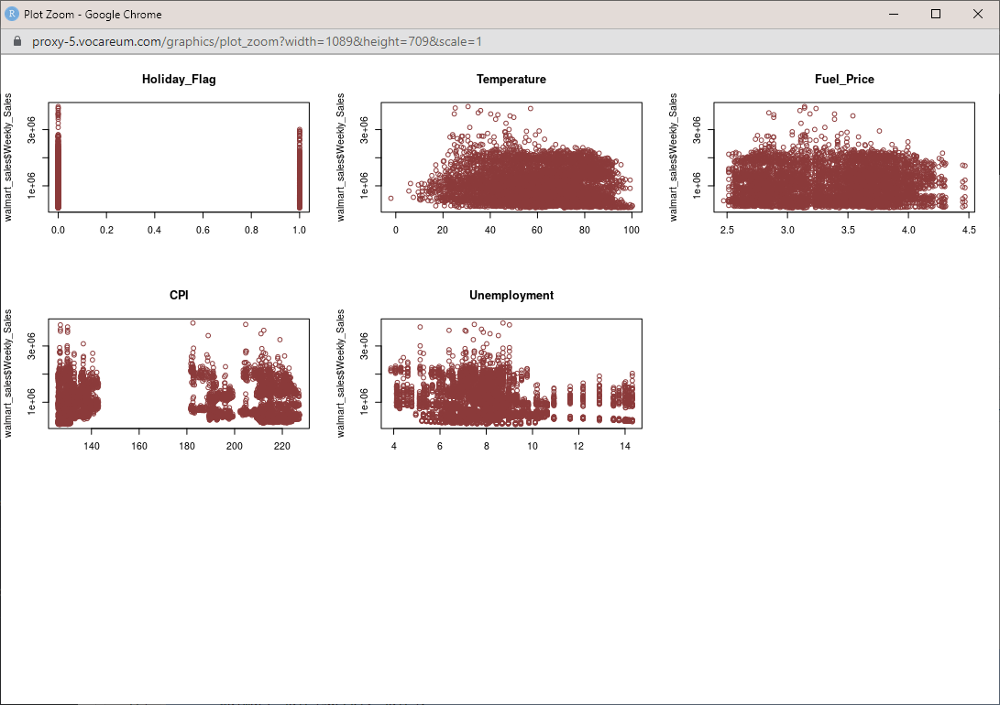 R Plot Zoom - Google Chrome
proxy-5.vocareum.com/graphics/plot_zoom?width=1089&height=709&scale=1
Holiday_Flag
walmart_sales$Weekly_Sales
3e+06
1e+06
0.0 0.2 0.4 0.6 0.8 1.0
Temperature
walmart_sales$Weekly_Sales
3e+06
1e+06
0 20 40 60 80 100
Fuel_Price
walmart_sales$Weekly_Sales
3e+06
1e+06
2.5 3.0 3.5 4.0 4.5
CPI
walmart_sales$Weekly_Sales
3e+06
1e+06
140 160 180 200 220
Unemployment
walmart_sales$Weekly_Sales
3e+06
1e+06
4 6 8 10 12 14